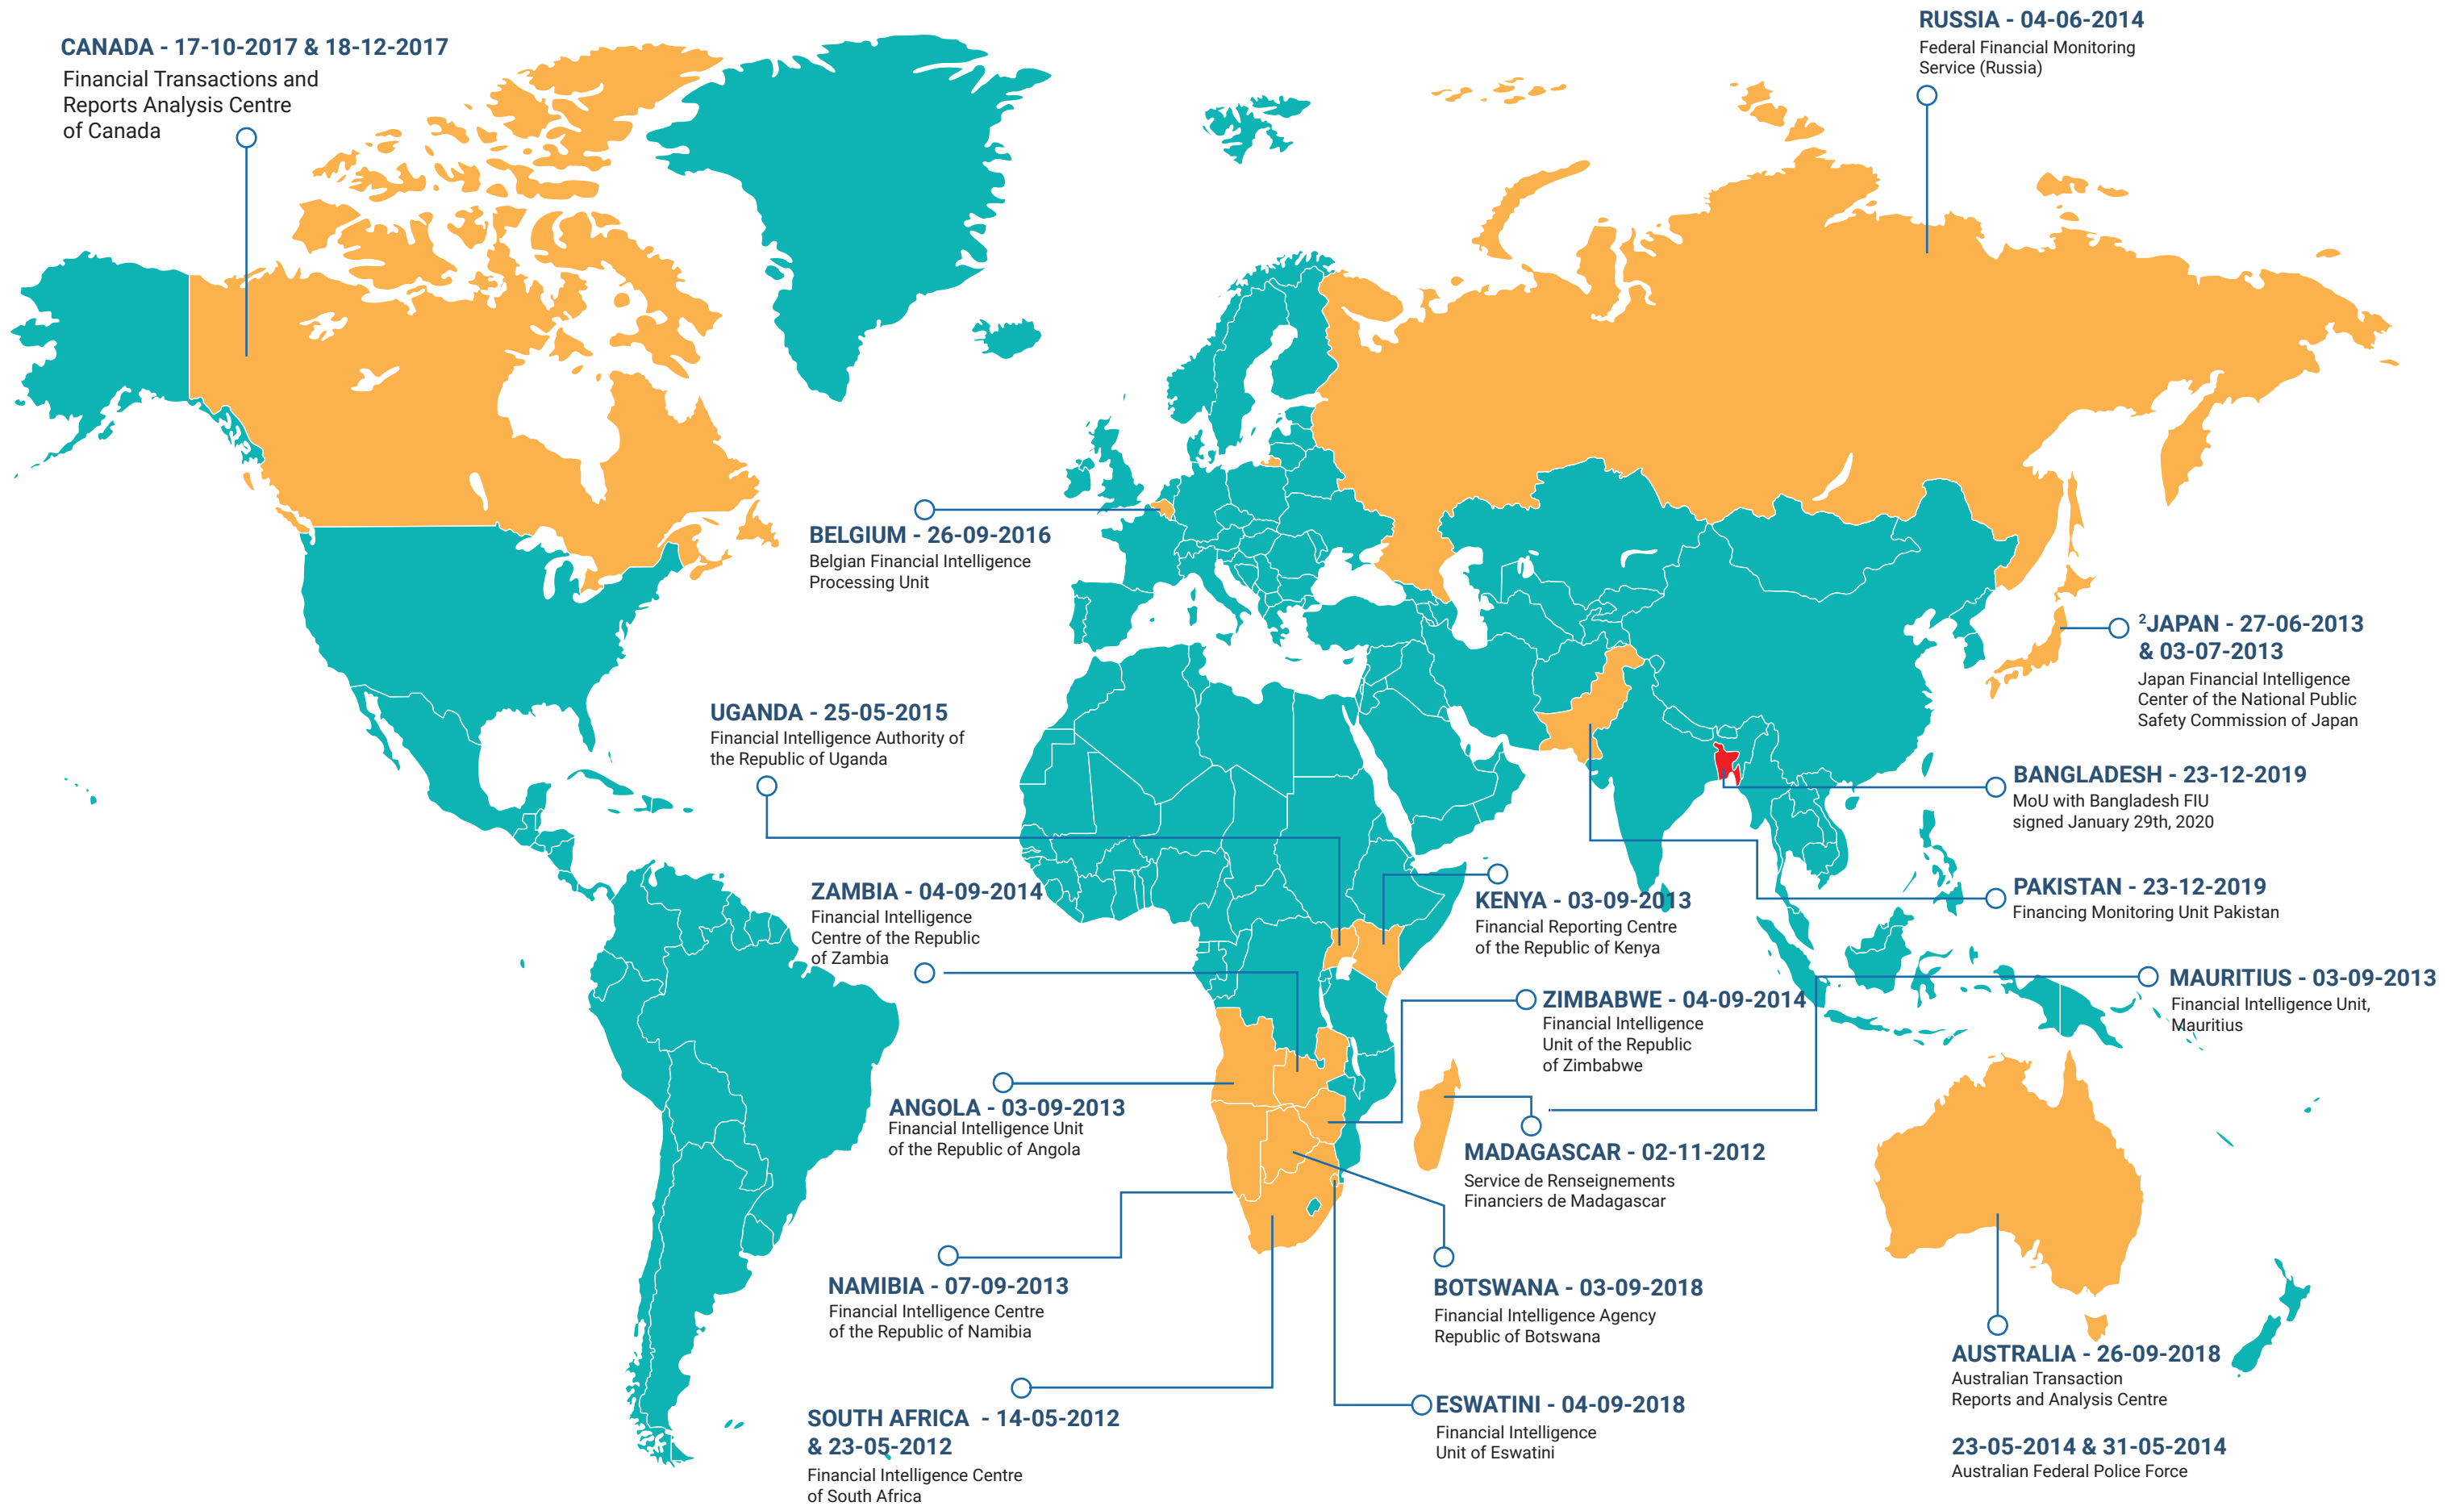 CANADA - 17-10-2017 & 18-12-2017
Financial Transactions and
Reports Analysis Centre
of Canada
RUSSIA - 04-06-2014
Federal Financial Monitoring
Service (Russia)
BELGIUM - 26-09-2016
Belgian Financial Intelligence
Processing Unit
²JAPAN - 27-06-2013
& 03-07-2013
Japan Financial Intelligence
Center of the National Public
Safety Commission of Japan
UGANDA - 25-05-2015
Financial Intelligence Authority of
the Republic of Uganda
BANGLADESH - 23-12-2019
MoU with Bangladesh FIU
signed January 29th, 2020
ZAMBIA - 04-09-2014
Financial Intelligence
Centre of the Republic
of Zambia
KENYA - 03-09-2013
Financial Reporting Centre
of the Republic of Kenya
PAKISTAN - 23-12-2019
Financing Monitoring Unit Pakistan
ZIMBABWE - 04-09-2014
Financial Intelligence
Unit of the Republic
of Zimbabwe
MAURITIUS - 03-09-2013
Financial Intelligence Unit,
Mauritius
ANGOLA - 03-09-2013
Financial Intelligence Unit
of the Republic of Angola
MADAGASCAR - 02-11-2012
Service de Renseignements
Financiers de Madagascar
NAMIBIA - 07-09-2013
Financial Intelligence Centre
of the Republic of Namibia
BOTSWANA - 03-09-2018
Financial Intelligence Agency
Republic of Botswana
AUSTRALIA - 26-09-2018
Australian Transaction
Reports and Analysis Centre
23-05-2014 & 31-05-2014
Australian Federal Police Force
SOUTH AFRICA - 14-05-2012
& 23-05-2012
Financial Intelligence Centre
of South Africa
ESWATINI - 04-09-2018
Financial Intelligence
Unit of Eswatini